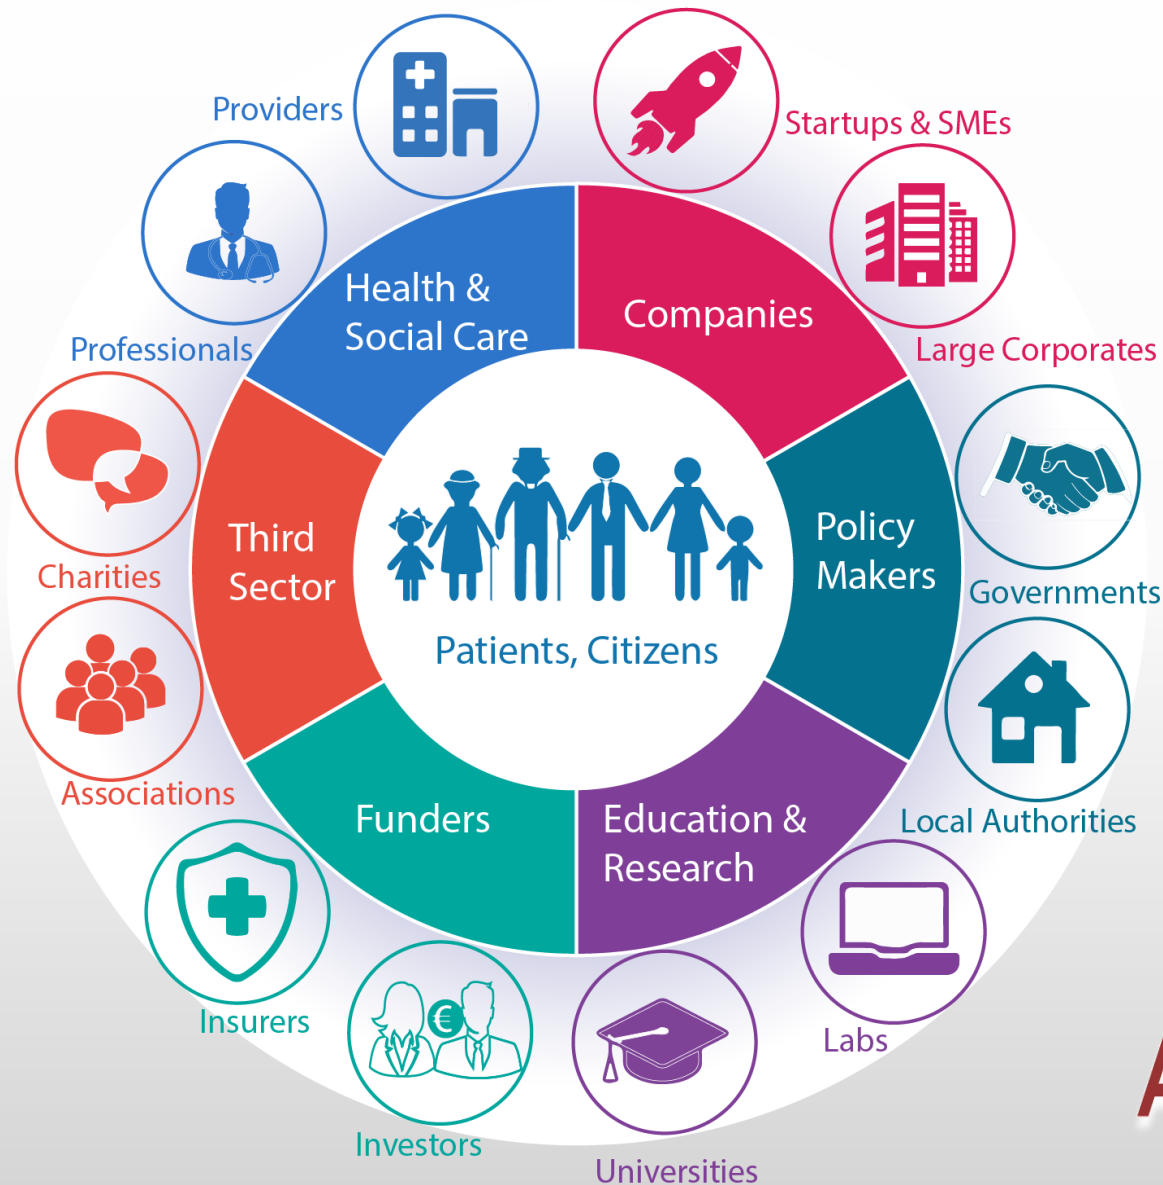 Providers
Startups & SMEs
Professionals
Large Corporates
Health &
Social Care
Companies
Charities
Third
Sector
Policy
Makers
Governments
Patients, Citizens
Associations
Local Authorities
Funders
Education &
Research
Insurers
€
Labs
Investors
Universities
A